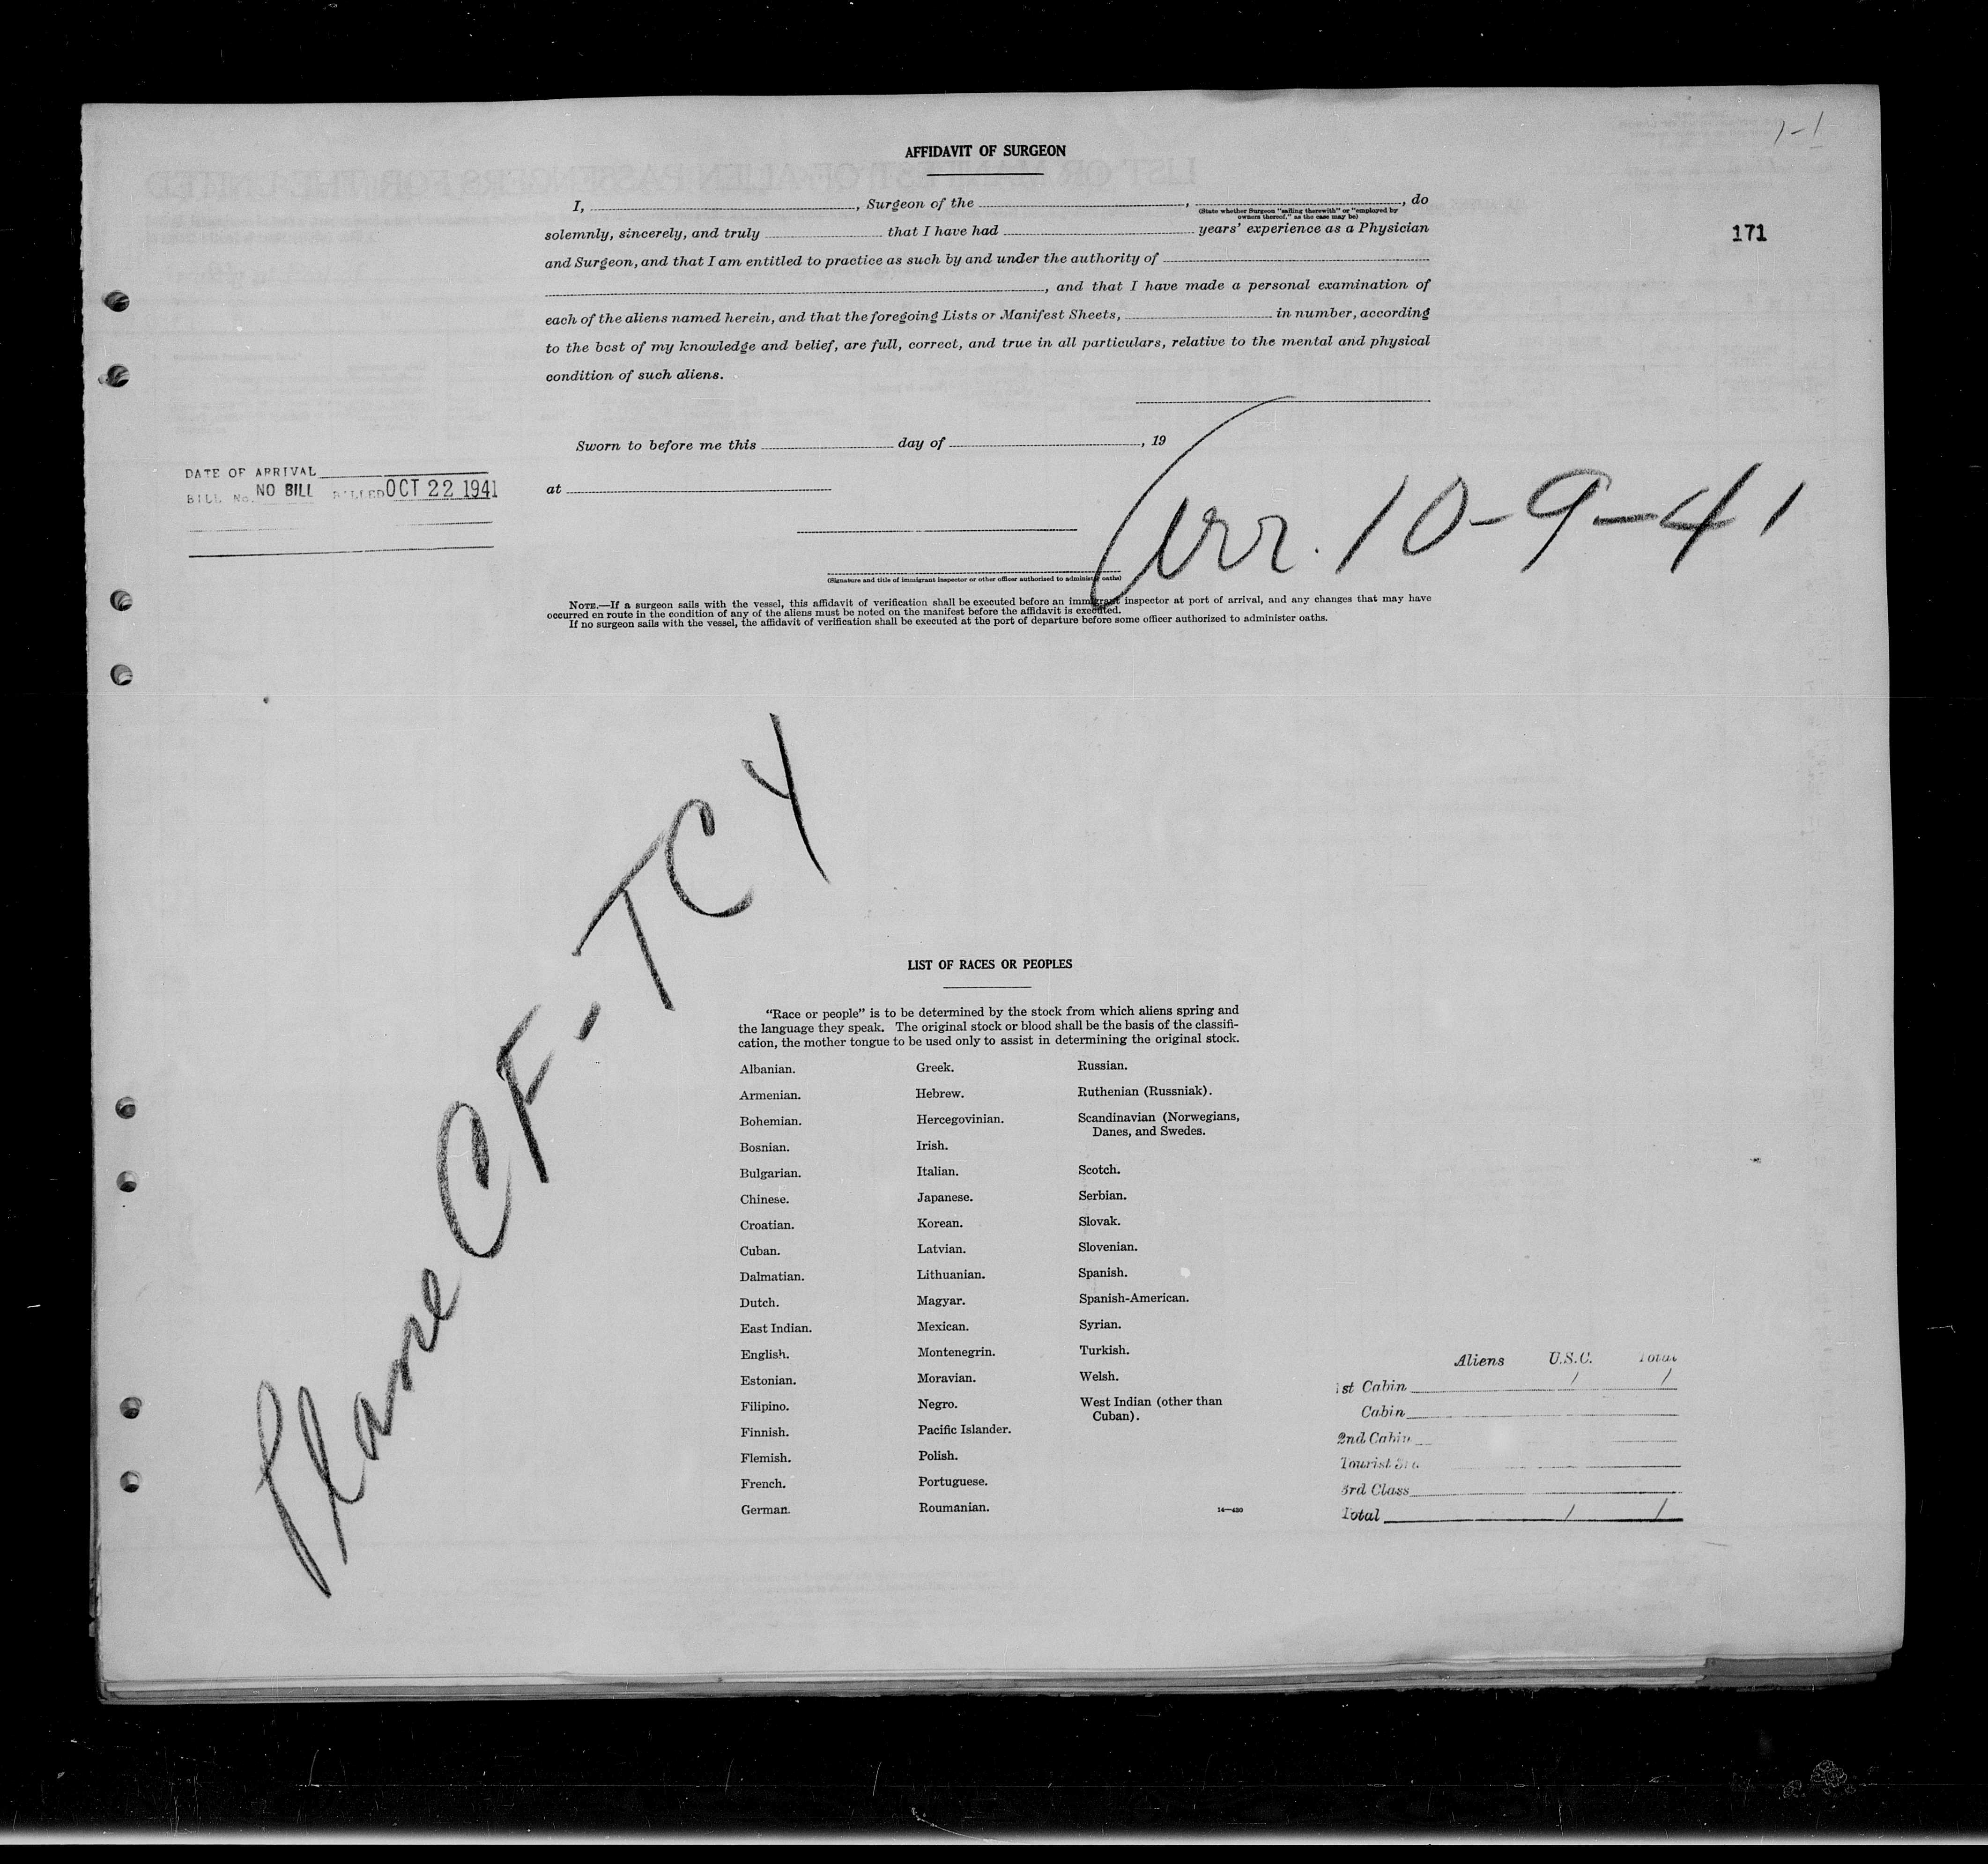 1-1
AFFIDAVIT OF SURGEON
171
I, , Surgeon of the , , do
(State whether Surgeon "sailing therewith" or "employed by
owners thereof," as the case may be)
solemnly, sincerely, and truly that I have had years' experience as a Physician
and Surgeon, and that I am entitled to practice as such by and under the authority of
, and that I have made a personal examination of
each of the aliens named herein, and that the foregoing Lists or Manifest Sheets, in number, according
to the best of my knowledge and belief, are full, correct, and true in all particulars, relative to the mental and physical
condition of such aliens.
Sworn to before me this day of , 19
at
DATE OF ARRIVAL
BILL No. NO BILL BILLED OCT 22 1941
Arr. 10-9-41
(Signature and title of immigrant inspector or other officer authorized to administer oaths)
NOTE.—If a surgeon sails with the vessel, this affidavit of verification shall be executed before an immigrant inspector at port of arrival, and any changes that may have
occurred en route in the condition of any of the aliens must be noted on the manifest before the affidavit is executed.
If no surgeon sails with the vessel, the affidavit of verification shall be executed at the port of departure before some officer authorized to administer oaths.
Plane CF-TCY
LIST OF RACES OR PEOPLES
"Race or people" is to be determined by the stock from which aliens spring and
the language they speak. The original stock or blood shall be the basis of the classifi-
cation, the mother tongue to be used only to assist in determining the original stock.
Albanian.
Armenian.
Bohemian.
Bosnian.
Bulgarian.
Chinese.
Croatian.
Cuban.
Dalmatian.
Dutch.
East Indian.
English.
Estonian.
Filipino.
Finnish.
Flemish.
French.
German.
Greek.
Hebrew.
Hercegovinian.
Irish.
Italian.
Japanese.
Korean.
Latvian.
Lithuanian.
Magyar.
Mexican.
Montenegrin.
Moravian.
Negro.
Pacific Islander.
Polish.
Portuguese.
Roumanian.
Russian.
Ruthenian (Russniak).
Scandinavian (Norwegians,
Danes, and Swedes.
Scotch.
Serbian.
Slovak.
Slovenian.
Spanish.
Spanish-American.
Syrian.
Turkish.
Welsh.
West Indian (other than
Cuban).
14—430
Aliens U.S.C. Total
1st Cabin 1 1
Cabin
2nd Cabin
Tourist 3rd
3rd Class
Total 1 1